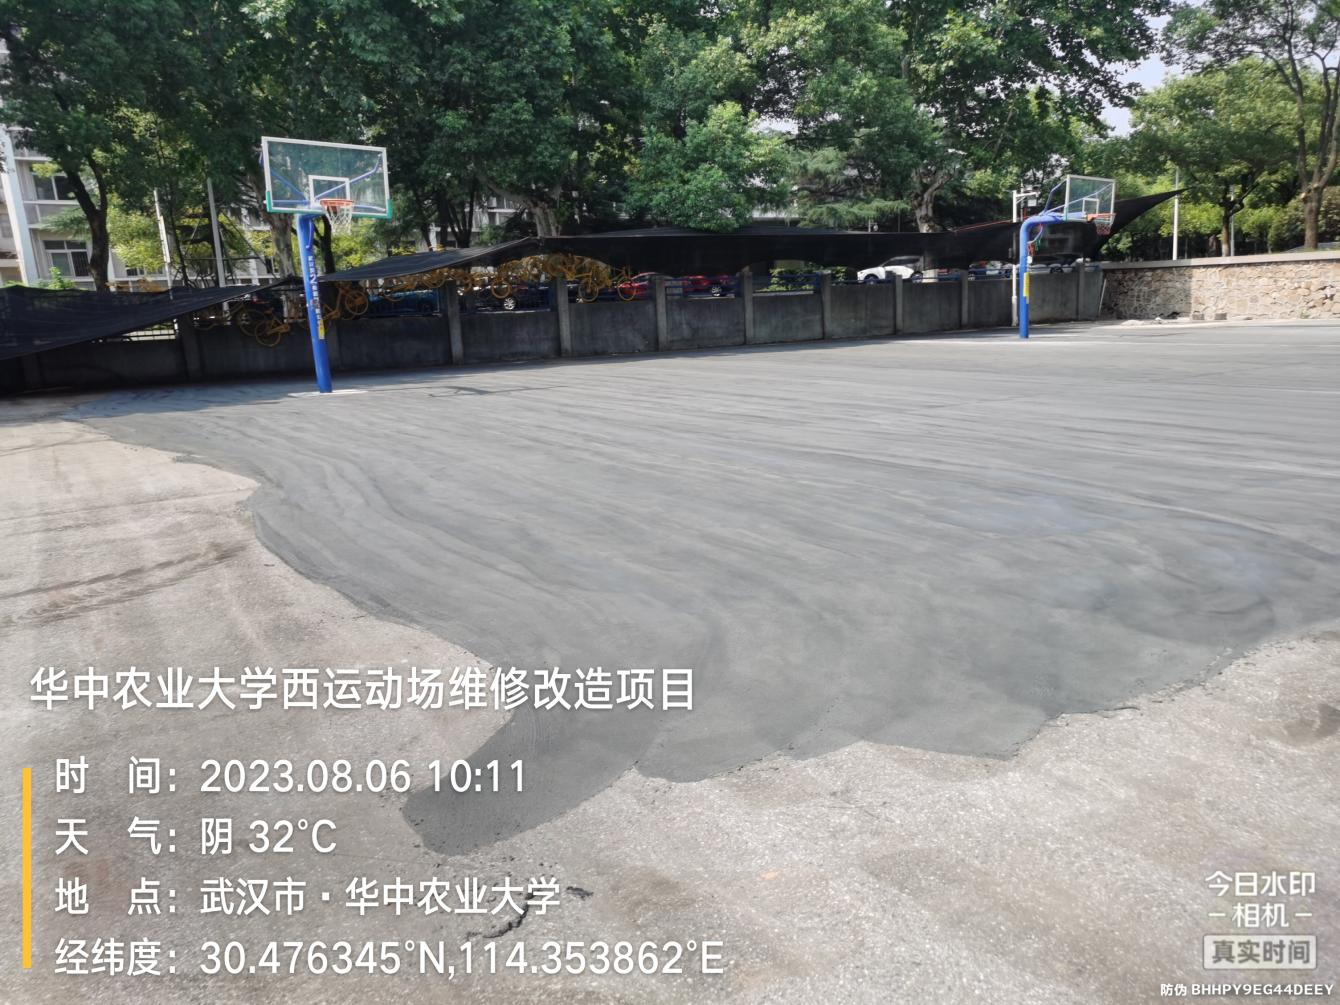 华中农业大学西运动场维修改造项目
时 间：2023.08.06 10:11
天 气：阴 32℃
地 点：武汉市·华中农业大学
经纬度：30.476345°N,114.353862°E
今日水印
-相机-
真实时间
防伪 BHHPY9EG44DEEY